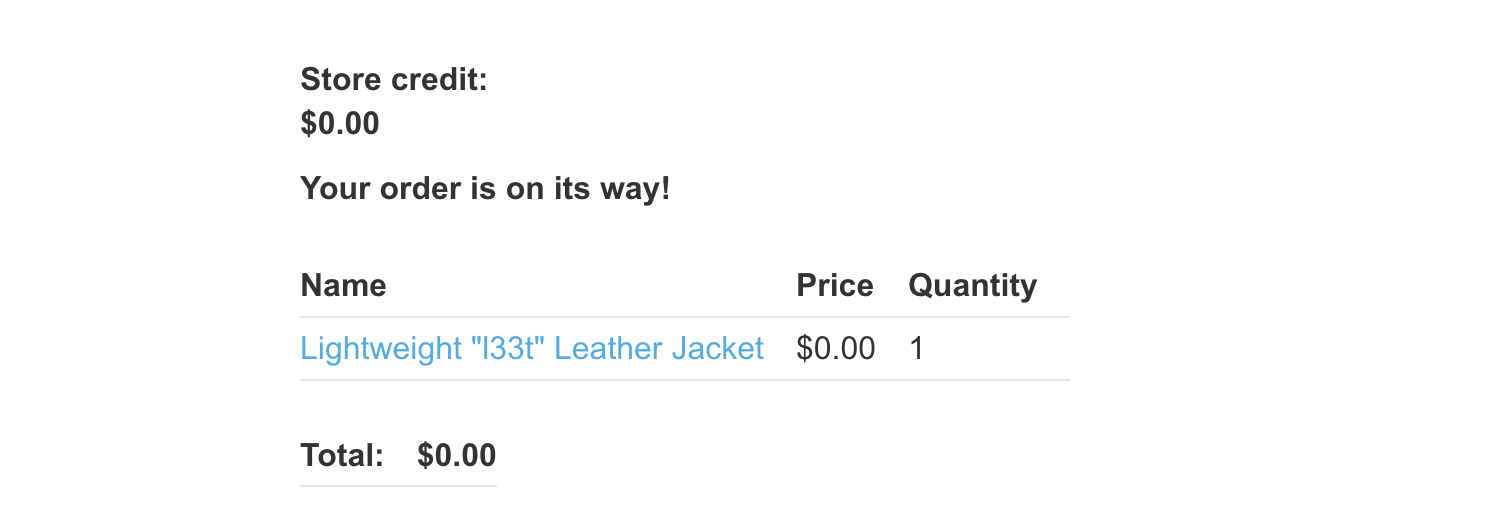 Store credit:
$0.00
Your order is on its way!
Name Price Quantity
Lightweight "l33t" Leather Jacket $0.00 1
Total: $0.00